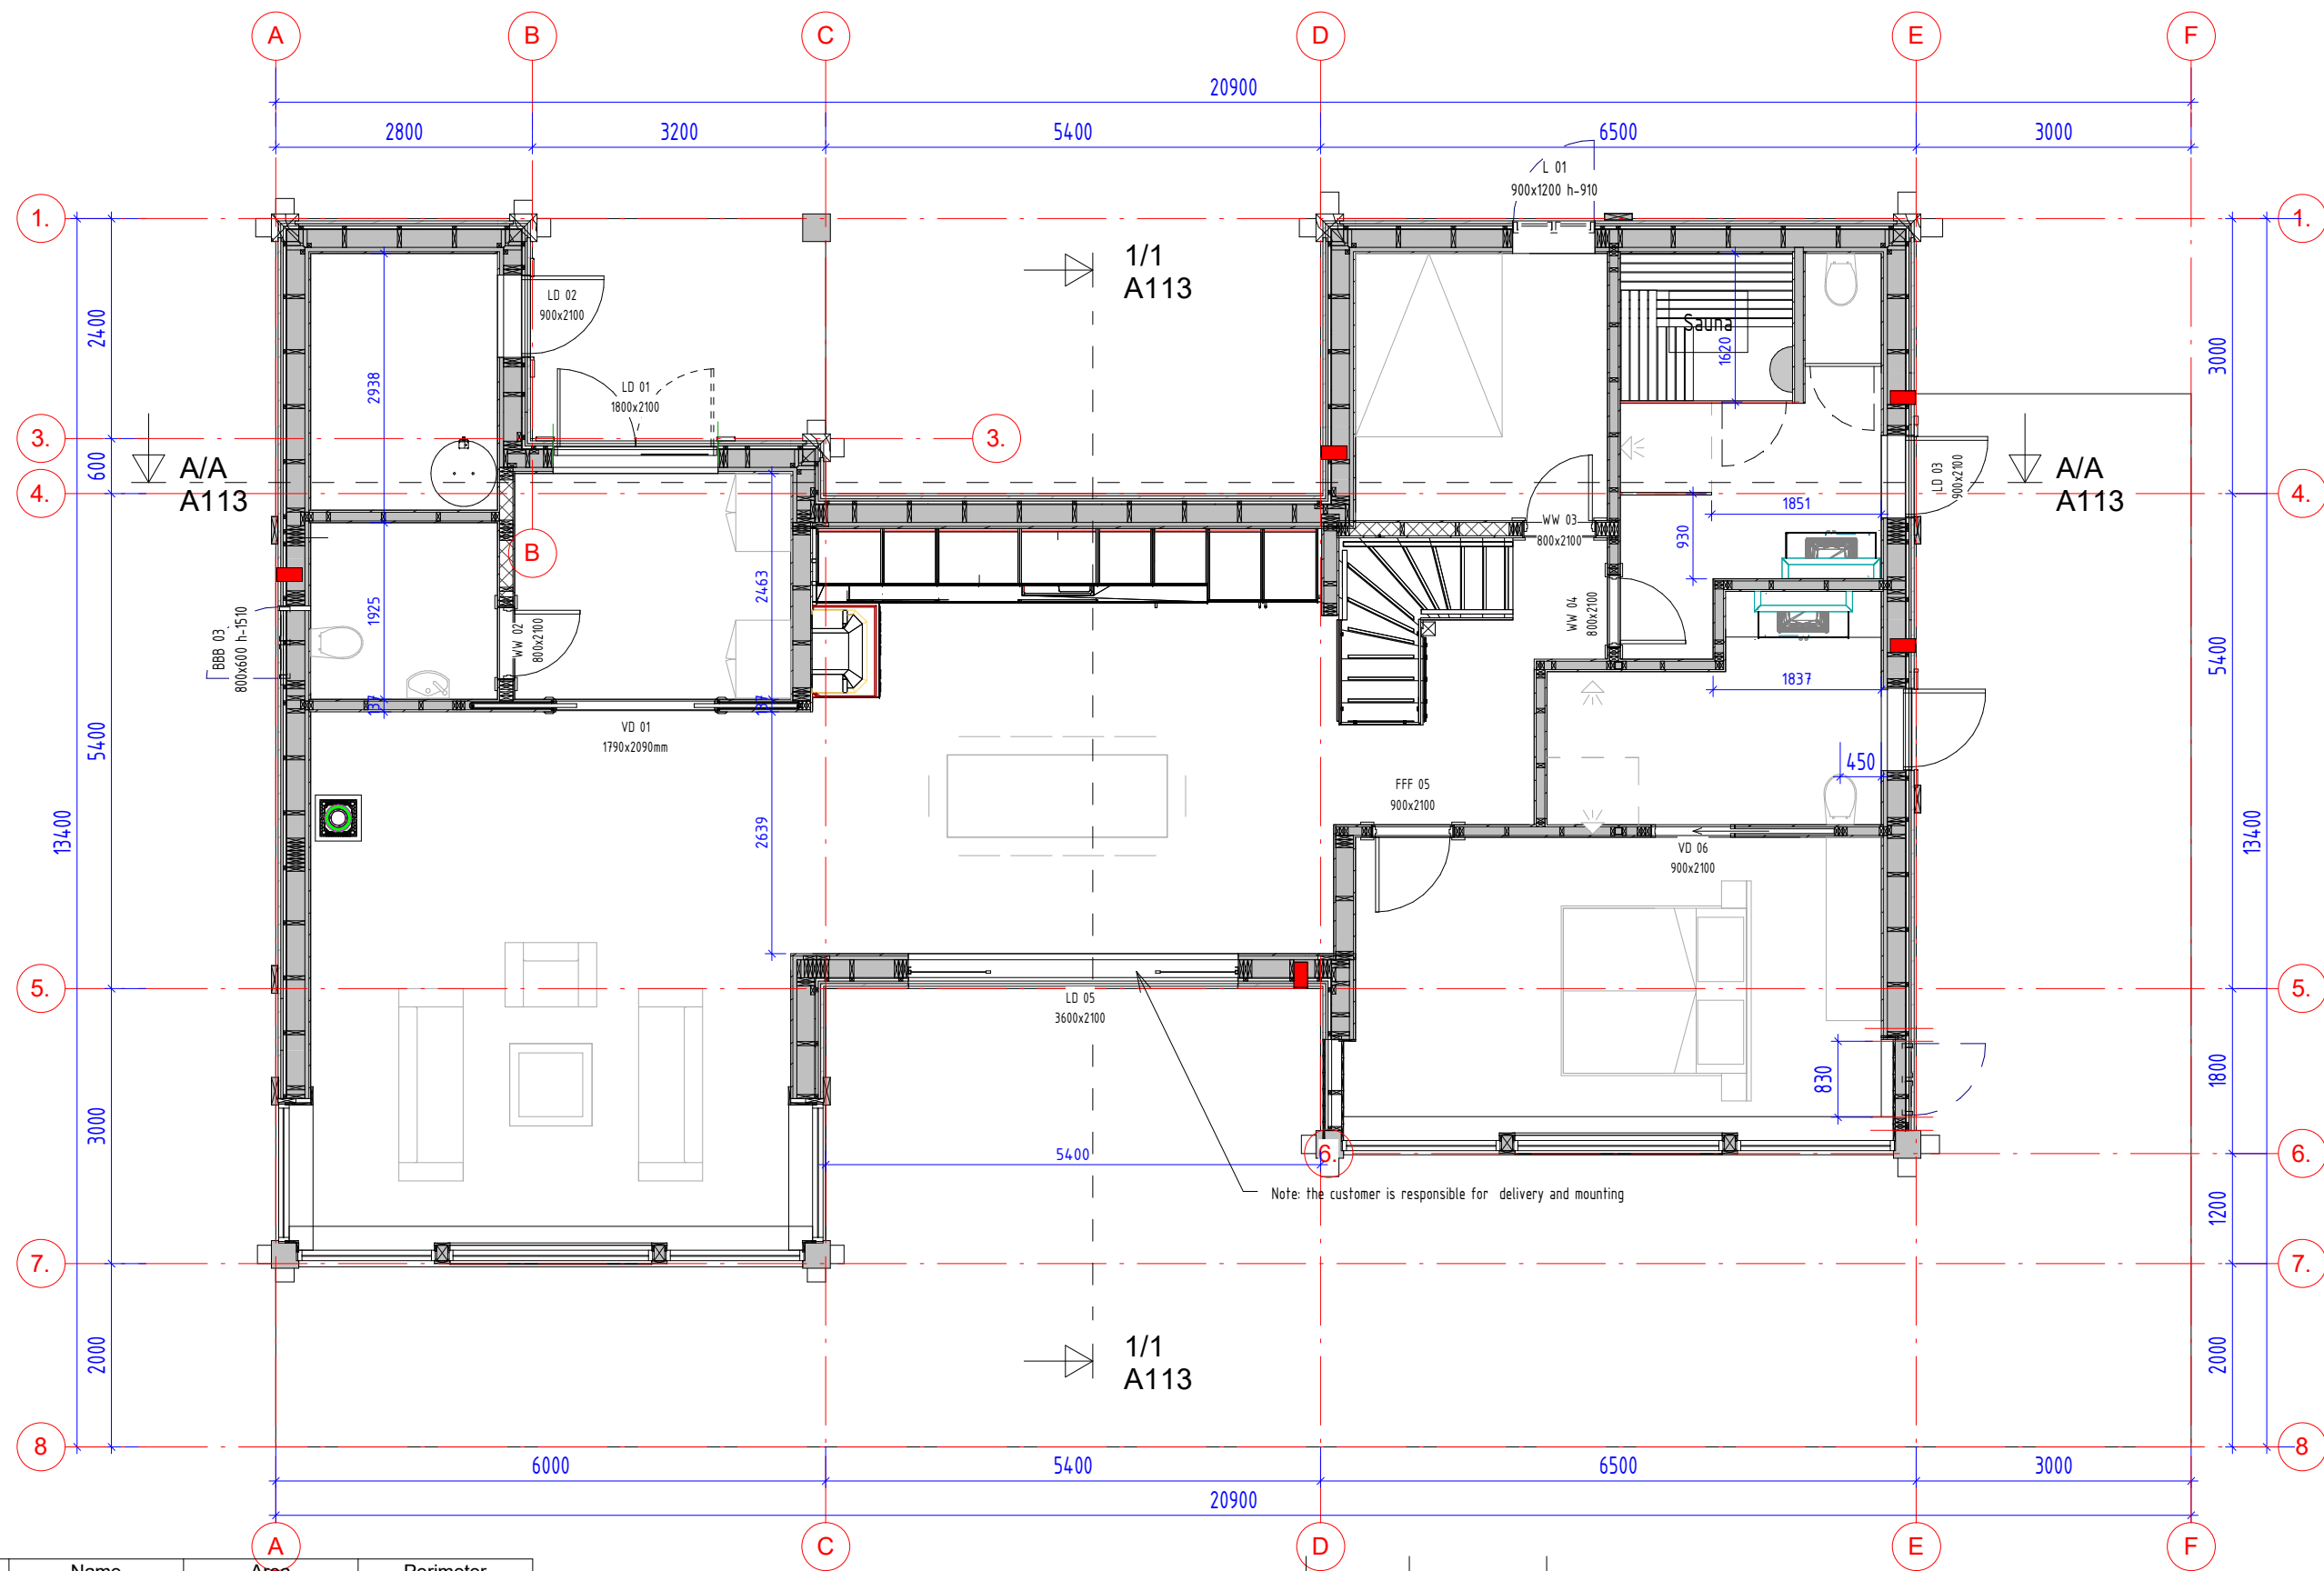 A
B
C
D
E
F
20900
2800
3200
5400
6500
3000
L 01
900x1200 h-910
1.
1.
1/1
A113
LD 02
900x2100
2400
3000
Sauna
1620
2938
LD 01
1800x2100
3.
3.
A/A
A113
A/A
A113
LD 03
900x2100
600
4.
4.
1851
WW 03
800x2100
930
B
2463
1925
WW 04
800x2100
WW 02
800x2100
BBB 03
800x600 h-1510
5400
1837
137
137
VD 01
1790x2090mm
5400
450
FFF 05
900x2100
13400
2639
13400
VD 06
900x2100
5.
5.
LD 05
3600x2100
830
1800
3000
5400
6.
6.
Note: the customer is responsible for delivery and mounting
1200
7.
7.
1/1
A113
2000
2000
8
8
6000
5400
6500
3000
20900
A
C
D
E
F
Name
Area
Perimeter